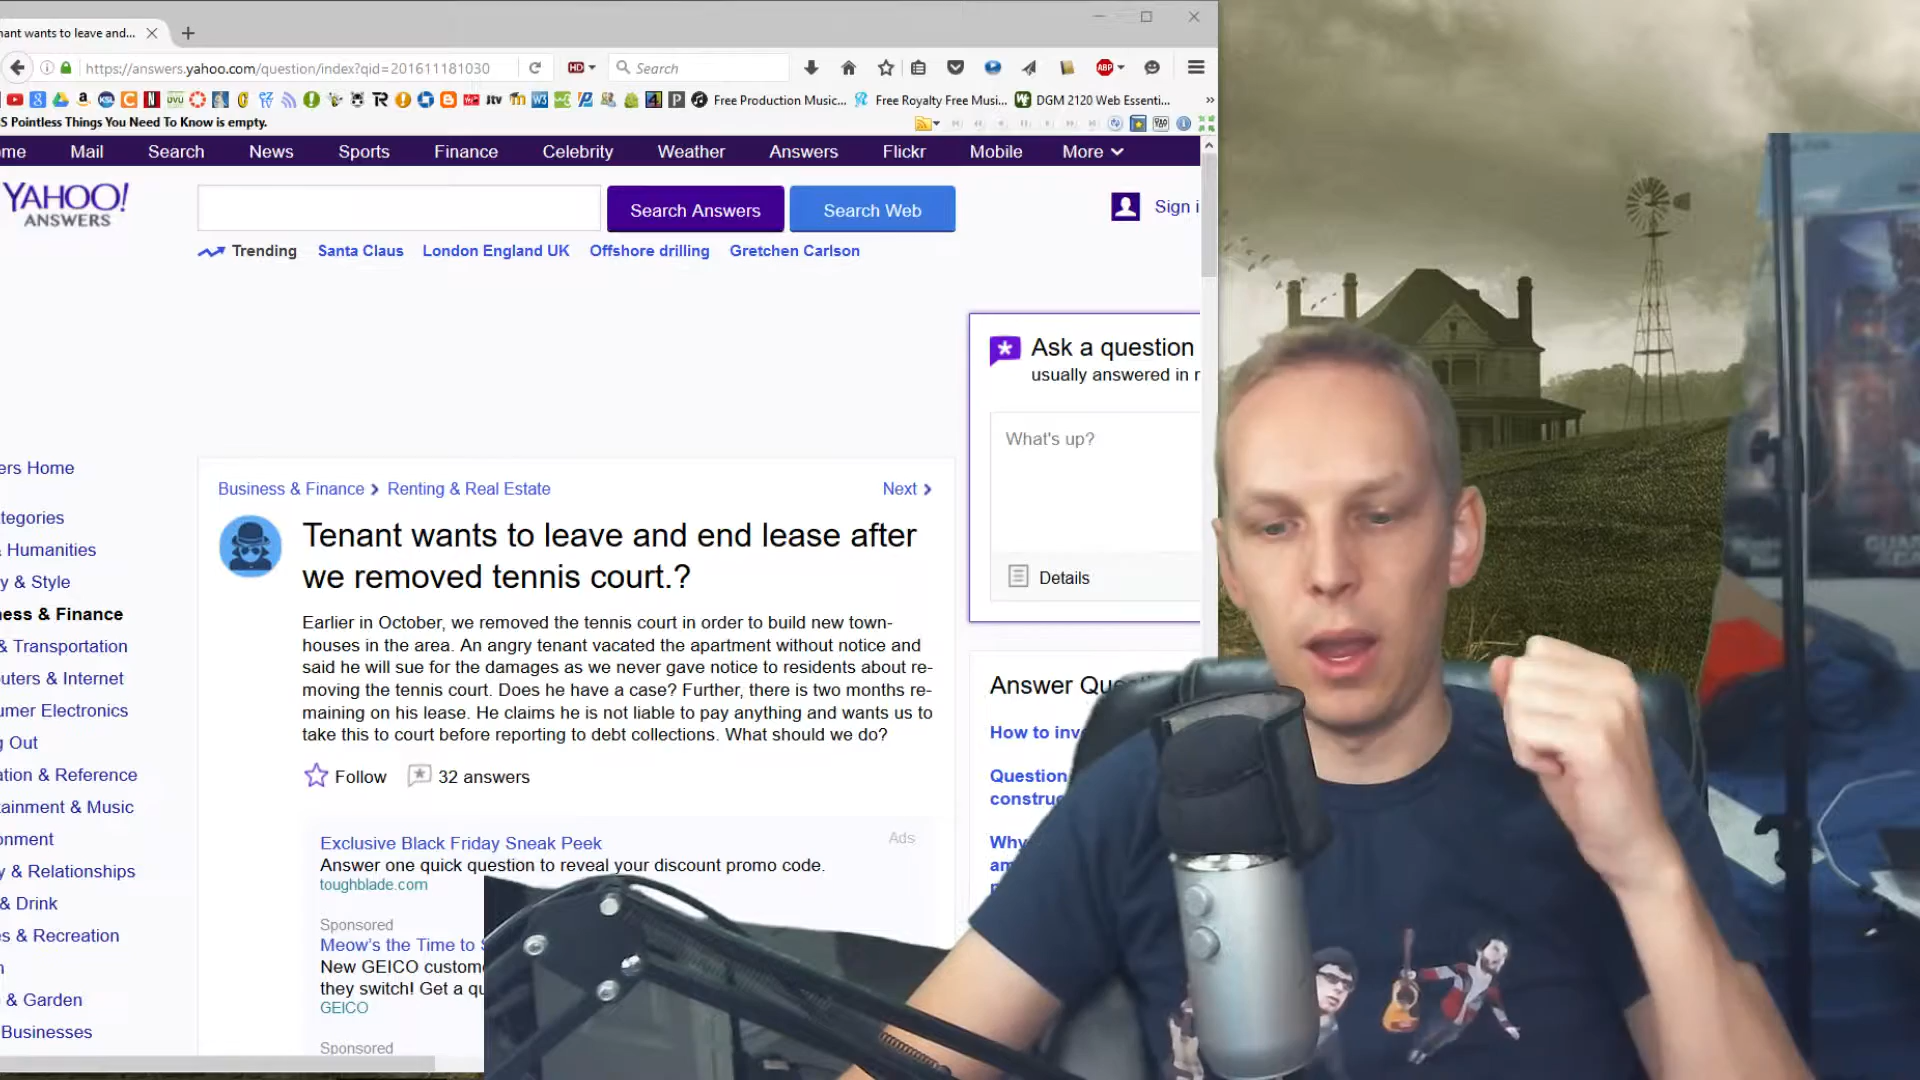 nant wants to leave and...
https://answers.yahoo.com/question/index?qid=201611181030
HD
Search
ABP
Free Production Music...
Free Royalty Free Musi...
DGM 2120 Web Essenti...
S Pointless Things You Need To Know is empty.
me
Mail
Search
News
Sports
Finance
Celebrity
Weather
Answers
Flickr
Mobile
More
YAHOO!
ANSWERS
Search Answers
Search Web
Sign i
Trending
Santa Claus
London England UK
Offshore drilling
Gretchen Carlson
Ask a question
usually answered in
What's up?
Details
ers Home
tegories
& Humanities
y & Style
ness & Finance
& Transportation
uters & Internet
umer Electronics
g Out
ation & Reference
tainment & Music
onment
y & Relationships
& Drink
es & Recreation
& Garden
Businesses
Business & Finance > Renting & Real Estate
Next >
Tenant wants to leave and end lease after
we removed tennis court.?
Earlier in October, we removed the tennis court in order to build new town-
houses in the area. An angry tenant vacated the apartment without notice and
said he will sue for the damages as we never gave notice to residents about re-
moving the tennis court. Does he have a case? Further, there is two months re-
maining on his lease. He claims he is not liable to pay anything and wants us to
take this to court before reporting to debt collections. What should we do?
Follow
32 answers
Exclusive Black Friday Sneak Peek
Ads
Answer one quick question to reveal your discount promo code.
toughblade.com
Sponsored
Meow's the Time to
New GEICO custome
they switch! Get a qu
GEICO
Sponsored
Answer Que
How to inv
Question
construc
Why
am